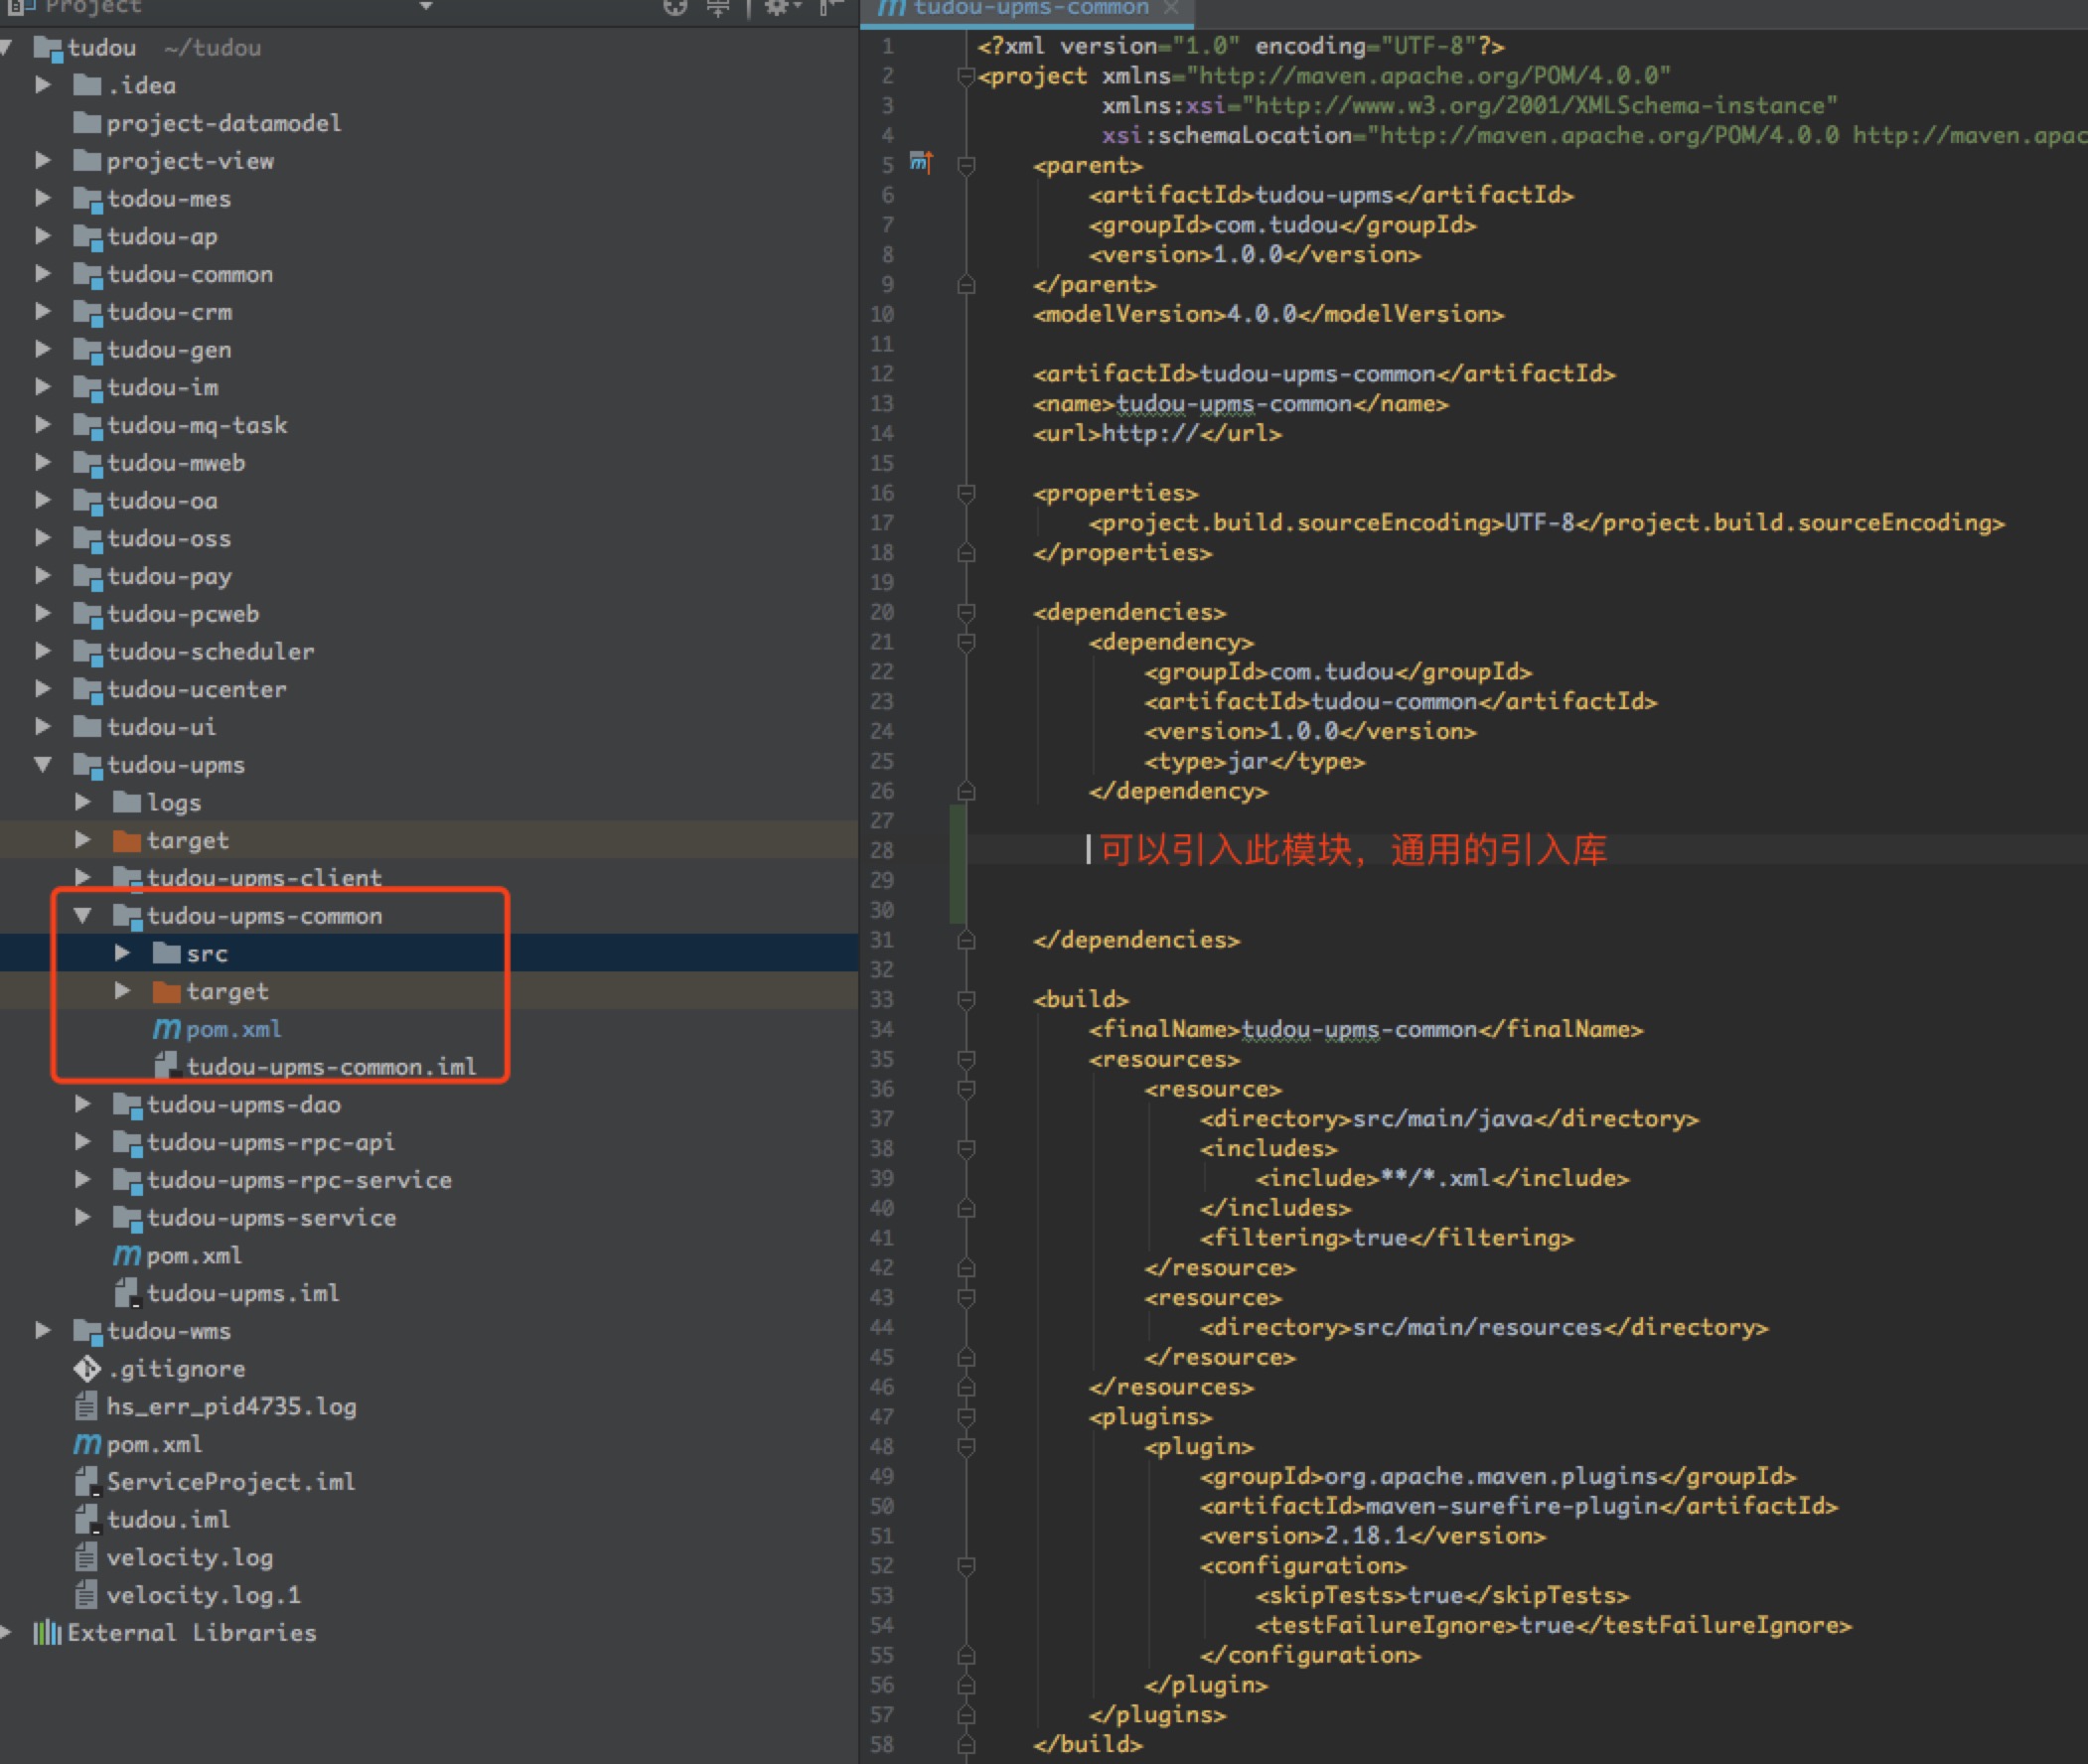 Project
tudou ~/tudou
.idea
project-datamodel
project-view
todou-mes
tudou-ap
tudou-common
tudou-crm
tudou-gen
tudou-im
tudou-mq-task
tudou-mweb
tudou-oa
tudou-oss
tudou-pay
tudou-pcweb
tudou-scheduler
tudou-ucenter
tudou-ui
tudou-upms
logs
target
tudou-upms-client
tudou-upms-common
src
target
pom.xml
tudou-upms-common.iml
tudou-upms-dao
tudou-upms-rpc-api
tudou-upms-rpc-service
tudou-upms-service
pom.xml
tudou-upms.iml
tudou-wms
.gitignore
hs_err_pid4735.log
pom.xml
ServiceProject.iml
tudou.iml
velocity.log
velocity.log.1
External Libraries
tudou-upms-common
1 <?xml version="1.0" encoding="UTF-8"?>
2 <project xmlns="http://maven.apache.org/POM/4.0.0"
3 xmlns:xsi="http://www.w3.org/2001/XMLSchema-instance"
4 xsi:schemaLocation="http://maven.apache.org/POM/4.0.0 http://maven.apac
5 <parent>
6 <artifactId>tudou-upms</artifactId>
7 <groupId>com.tudou</groupId>
8 <version>1.0.0</version>
9 </parent>
10 <modelVersion>4.0.0</modelVersion>
11
12 <artifactId>tudou-upms-common</artifactId>
13 <name>tudou-upms-common</name>
14 <url>http://</url>
15
16 <properties>
17 <project.build.sourceEncoding>UTF-8</project.build.sourceEncoding>
18 </properties>
19
20 <dependencies>
21 <dependency>
22 <groupId>com.tudou</groupId>
23 <artifactId>tudou-common</artifactId>
24 <version>1.0.0</version>
25 <type>jar</type>
26 </dependency>
27
28 可以引入此模块，通用的引入库
29
30
31 </dependencies>
32
33 <build>
34 <finalName>tudou-upms-common</finalName>
35 <resources>
36 <resource>
37 <directory>src/main/java</directory>
38 <includes>
39 <include>**/*.xml</include>
40 </includes>
41 <filtering>true</filtering>
42 </resource>
43 <resource>
44 <directory>src/main/resources</directory>
45 </resource>
46 </resources>
47 <plugins>
48 <plugin>
49 <groupId>org.apache.maven.plugins</groupId>
50 <artifactId>maven-surefire-plugin</artifactId>
51 <version>2.18.1</version>
52 <configuration>
53 <skipTests>true</skipTests>
54 <testFailureIgnore>true</testFailureIgnore>
55 </configuration>
56 </plugin>
57 </plugins>
58 </build>